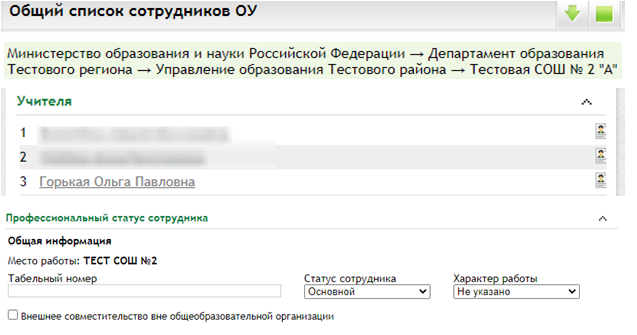 Общий список сотрудников ОУ
Министерство образования и науки Российской Федерации → Департамент образования
Тестового региона → Управление образования Тестового района → Тестовая СОШ № 2 "А"
Учителя
1
2
3 Горькая Ольга Павловна
Профессиональный статус сотрудника
Общая информация
Место работы: ТЕСТ СОШ №2
Табельный номер Статус сотрудника Характер работы
Основной Не указано
Внешнее совместительство вне общеобразовательной организации